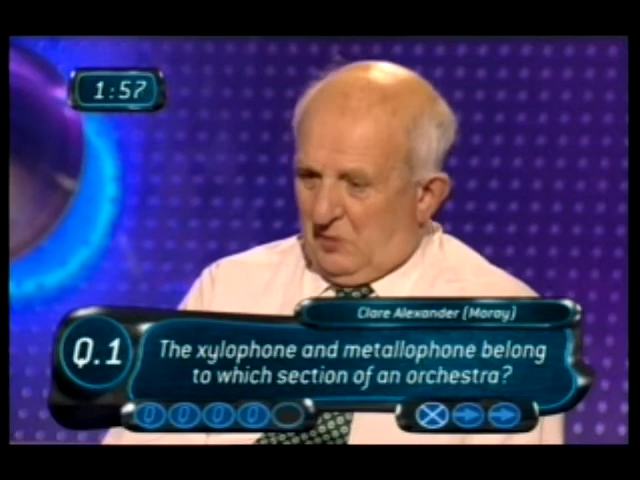 1:57
Clare Alexander (Moray)
Q.1
The xylophone and metallophone belong
to which section of an orchestra?